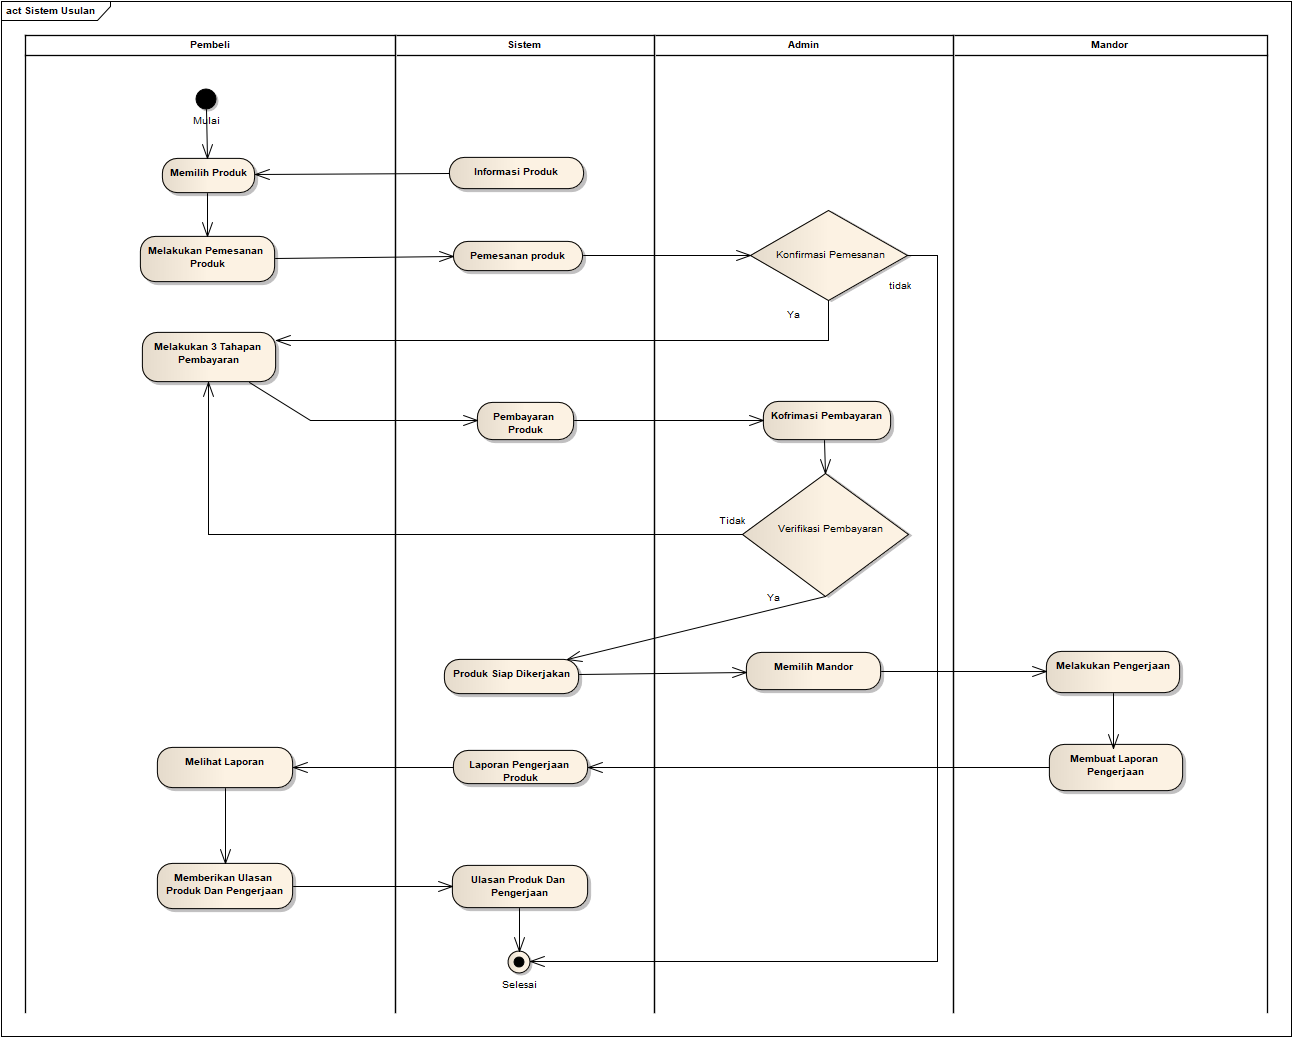 act Sistem Usulan
Pembeli
Sistem
Admin
Mandor
Mulai
Memilih Produk
Informasi Produk
Melakukan Pemesanan
Produk
Pemesanan produk
Konfirmasi Pemesanan
tidak
Ya
Melakukan 3 Tahapan
Pembayaran
Pembayaran
Produk
Kofrimasi Pembayaran
Tidak
Verifikasi Pembayaran
Ya
Produk Siap Dikerjakan
Memilih Mandor
Melakukan Pengerjaan
Melihat Laporan
Laporan Pengerjaan
Produk
Membuat Laporan
Pengerjaan
Memberikan Ulasan
Produk Dan Pengerjaan
Ulasan Produk Dan
Pengerjaan
Selesai